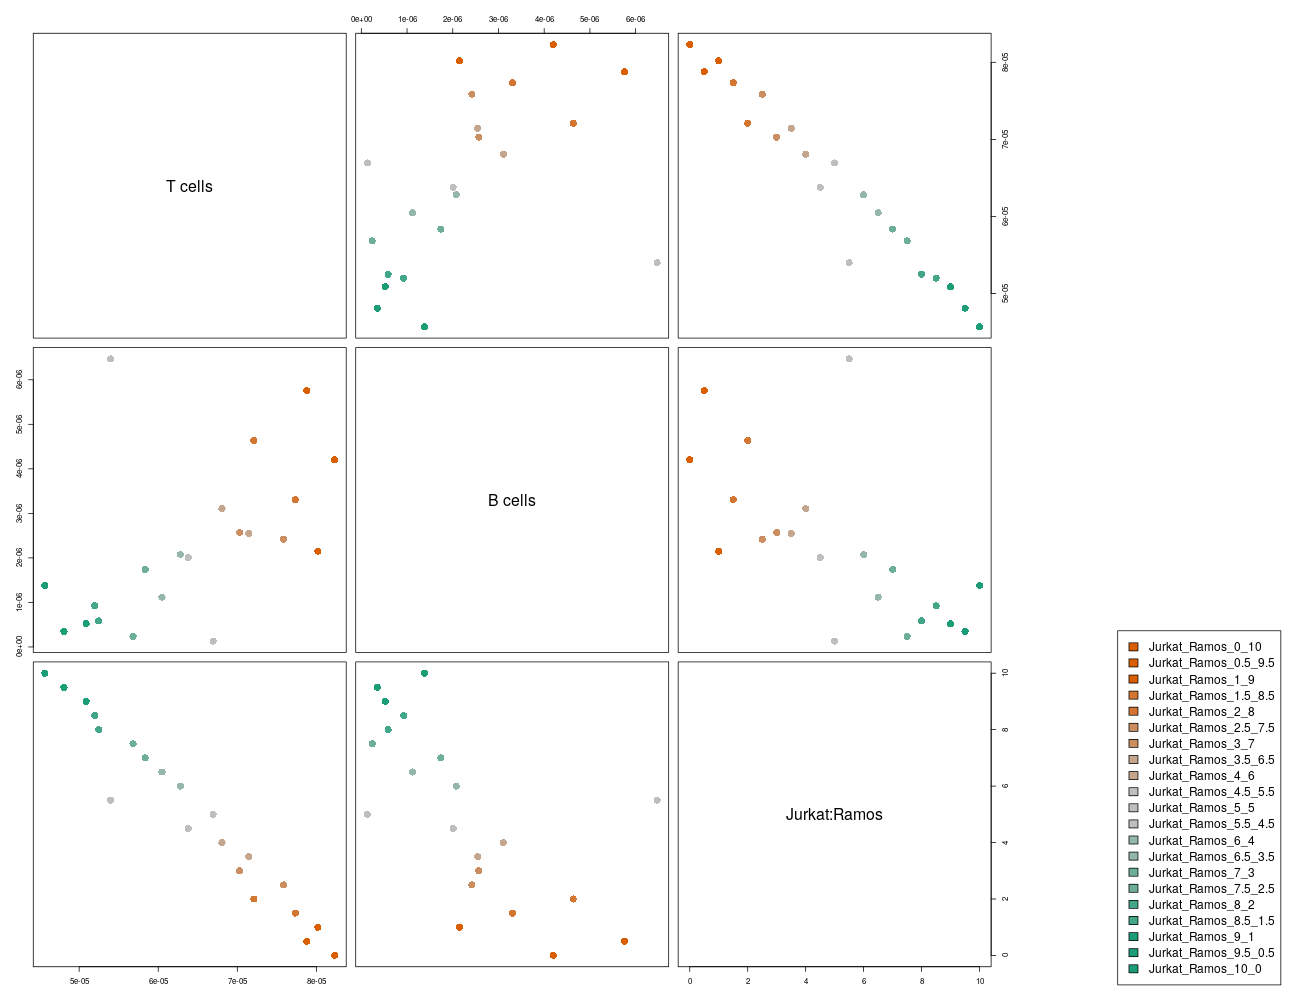 0e+00 1e-06 2e-06 3e-06 4e-06 5e-06 6e-06
T cells
5e-05 6e-05 7e-05 8e-05
0e+00 1e-06 2e-06 3e-06 4e-06 5e-06 6e-06
B cells
Jurkat:Ramos
0 2 4 6 8 10
5e-05 6e-05 7e-05 8e-05
0 2 4 6 8 10
Jurkat_Ramos_0_10
Jurkat_Ramos_0.5_9.5
Jurkat_Ramos_1_9
Jurkat_Ramos_1.5_8.5
Jurkat_Ramos_2_8
Jurkat_Ramos_2.5_7.5
Jurkat_Ramos_3_7
Jurkat_Ramos_3.5_6.5
Jurkat_Ramos_4_6
Jurkat_Ramos_4.5_5.5
Jurkat_Ramos_5_5
Jurkat_Ramos_5.5_4.5
Jurkat_Ramos_6_4
Jurkat_Ramos_6.5_3.5
Jurkat_Ramos_7_3
Jurkat_Ramos_7.5_2.5
Jurkat_Ramos_8_2
Jurkat_Ramos_8.5_1.5
Jurkat_Ramos_9_1
Jurkat_Ramos_9.5_0.5
Jurkat_Ramos_10_0